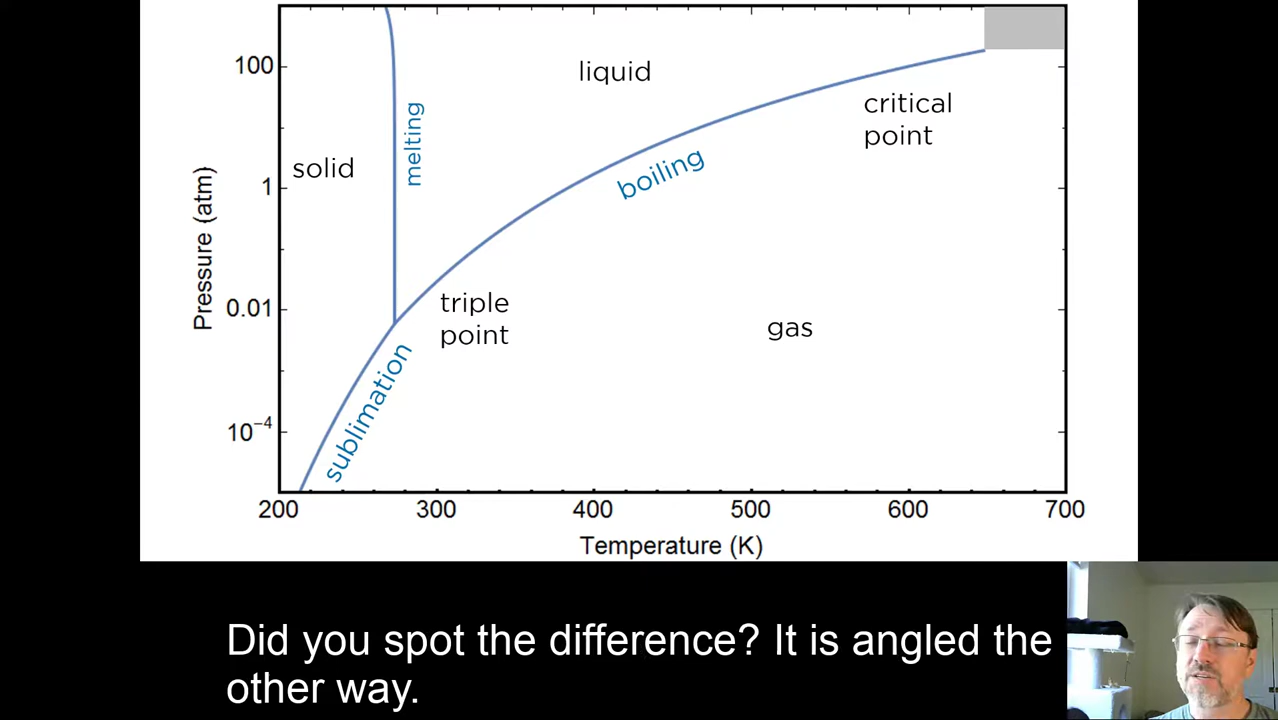 liquid
100
critical
point
melting
solid
boiling
1
Pressure (atm)
triple
point
0.01
gas
sublimation
10⁻⁴
200 300 400 500 600 700
Temperature (K)
Did you spot the difference? It is angled the
other way.